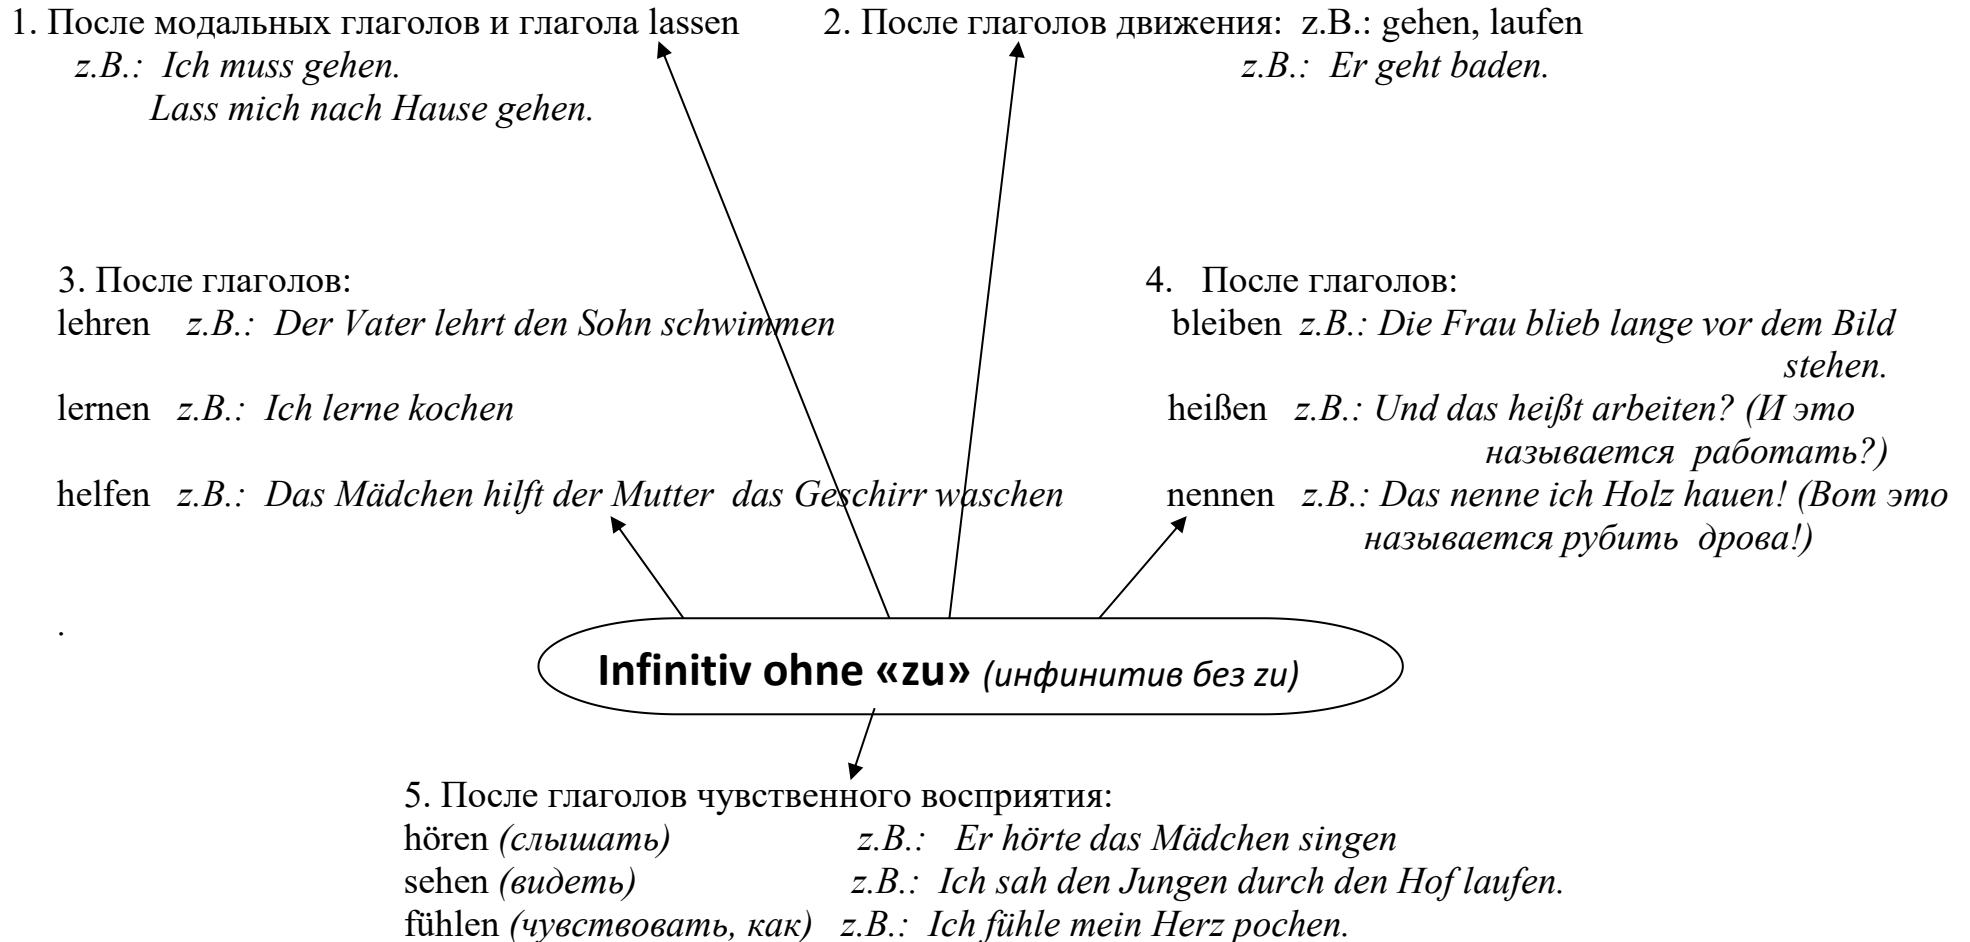 1. После модальных глаголов и глагола lassen
z.B.: Ich muss gehen.
Lass mich nach Hause gehen.
2. После глаголов движения: z.B.: gehen, laufen
z.B.: Er geht baden.
3. После глаголов:
lehren z.B.: Der Vater lehrt den Sohn schwimmen
lernen z.B.: Ich lerne kochen
helfen z.B.: Das Mädchen hilft der Mutter das Geschirr waschen
.
4. После глаголов:
bleiben z.B.: Die Frau blieb lange vor dem Bild
stehen.
heißen z.B.: Und das heißt arbeiten? (И это
называется работать?)
nennen z.B.: Das nenne ich Holz hauen! (Вот это
называется рубить дрова!)
Infinitiv ohne «zu» (инфинитив без zu)
5. После глаголов чувственного восприятия:
hören (слышать) z.B.: Er hörte das Mädchen singen
sehen (видеть) z.B.: Ich sah den Jungen durch den Hof laufen.
fühlen (чувствовать, как) z.B.: Ich fühle mein Herz pochen.